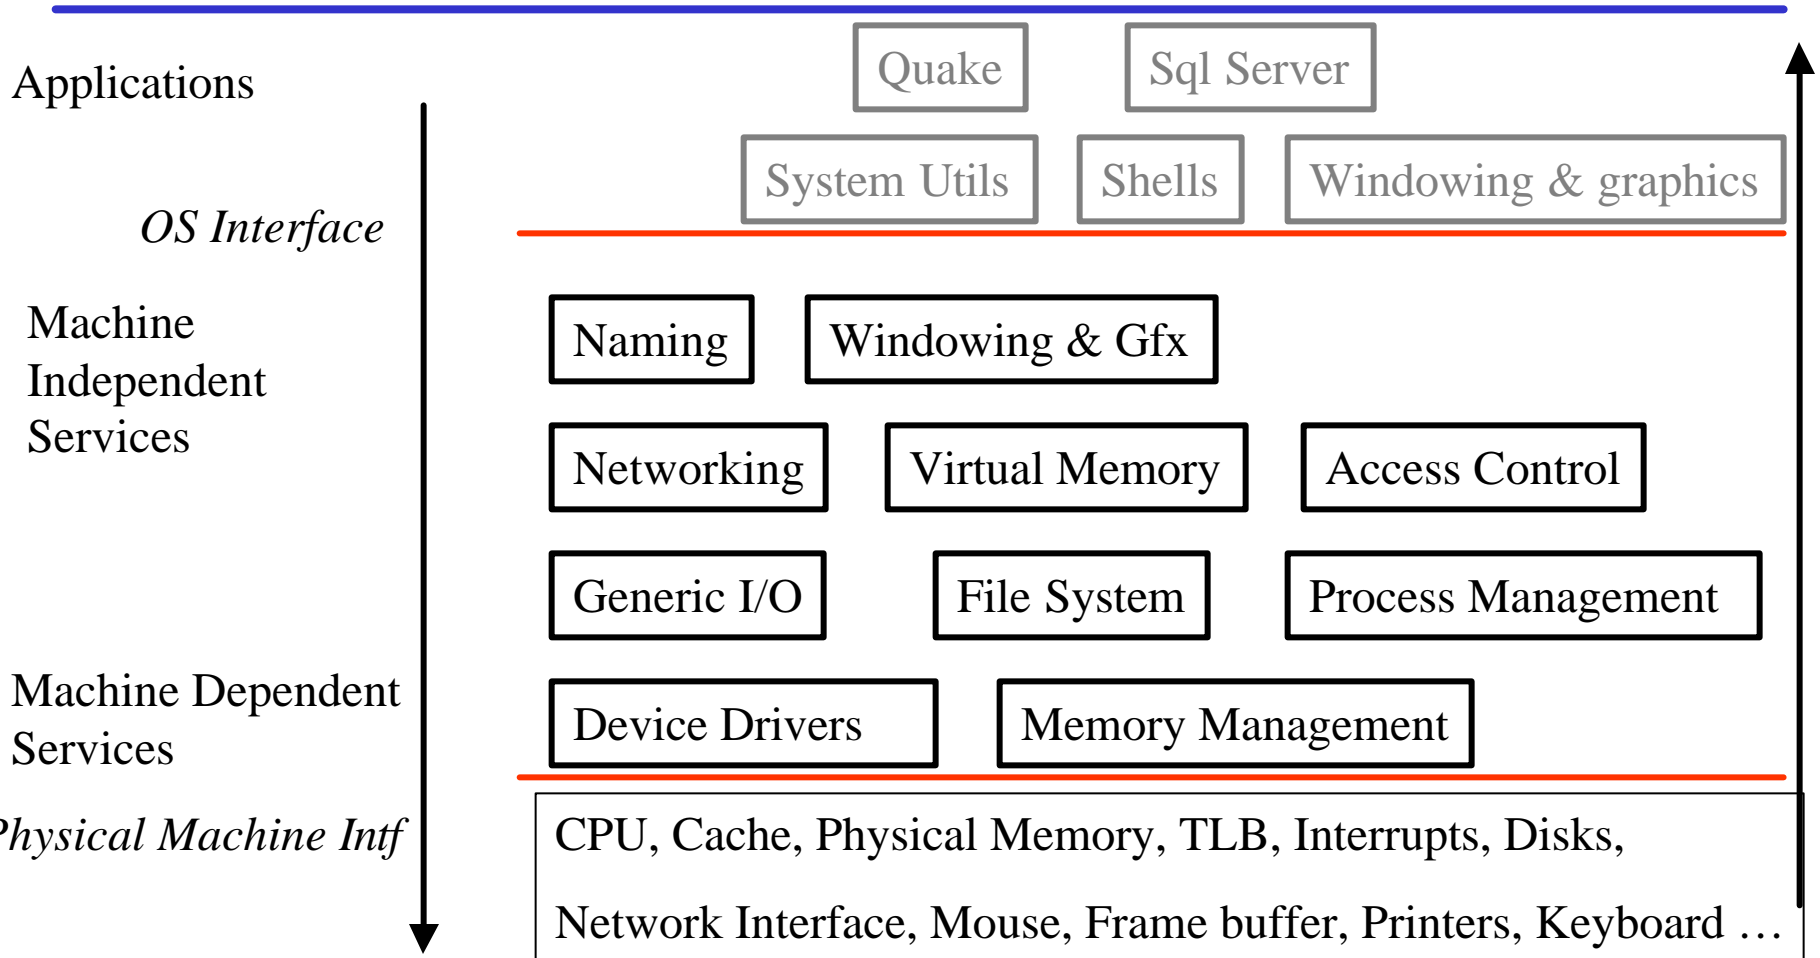 Applications
Quake
Sql Server
System Utils
Shells
Windowing & graphics
OS Interface
Machine
Independent
Services
Naming
Windowing & Gfx
Networking
Virtual Memory
Access Control
Generic I/O
File System
Process Management
Machine Dependent
Services
Device Drivers
Memory Management
Physical Machine Intf
CPU, Cache, Physical Memory, TLB, Interrupts, Disks,
Network Interface, Mouse, Frame buffer, Printers, Keyboard …